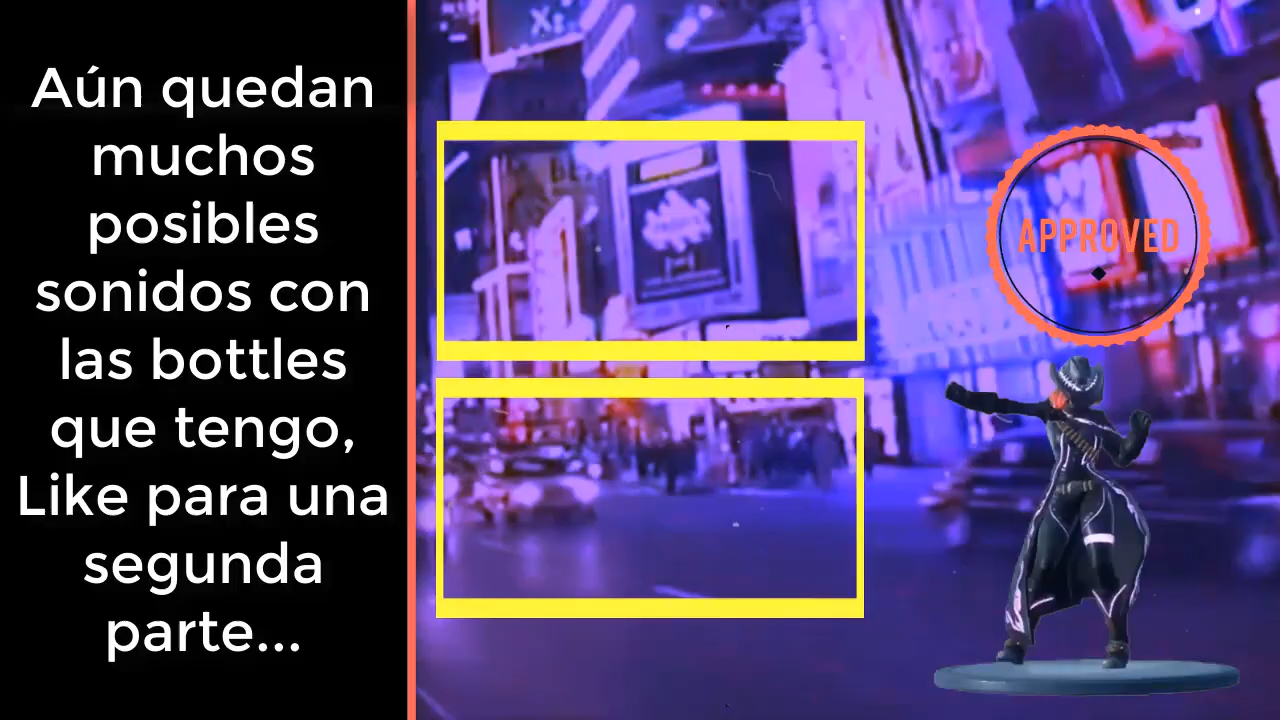 Aún quedan
muchos
posibles
sonidos con
las bottles
que tengo,
Like para una
segunda
parte...
APPROVED